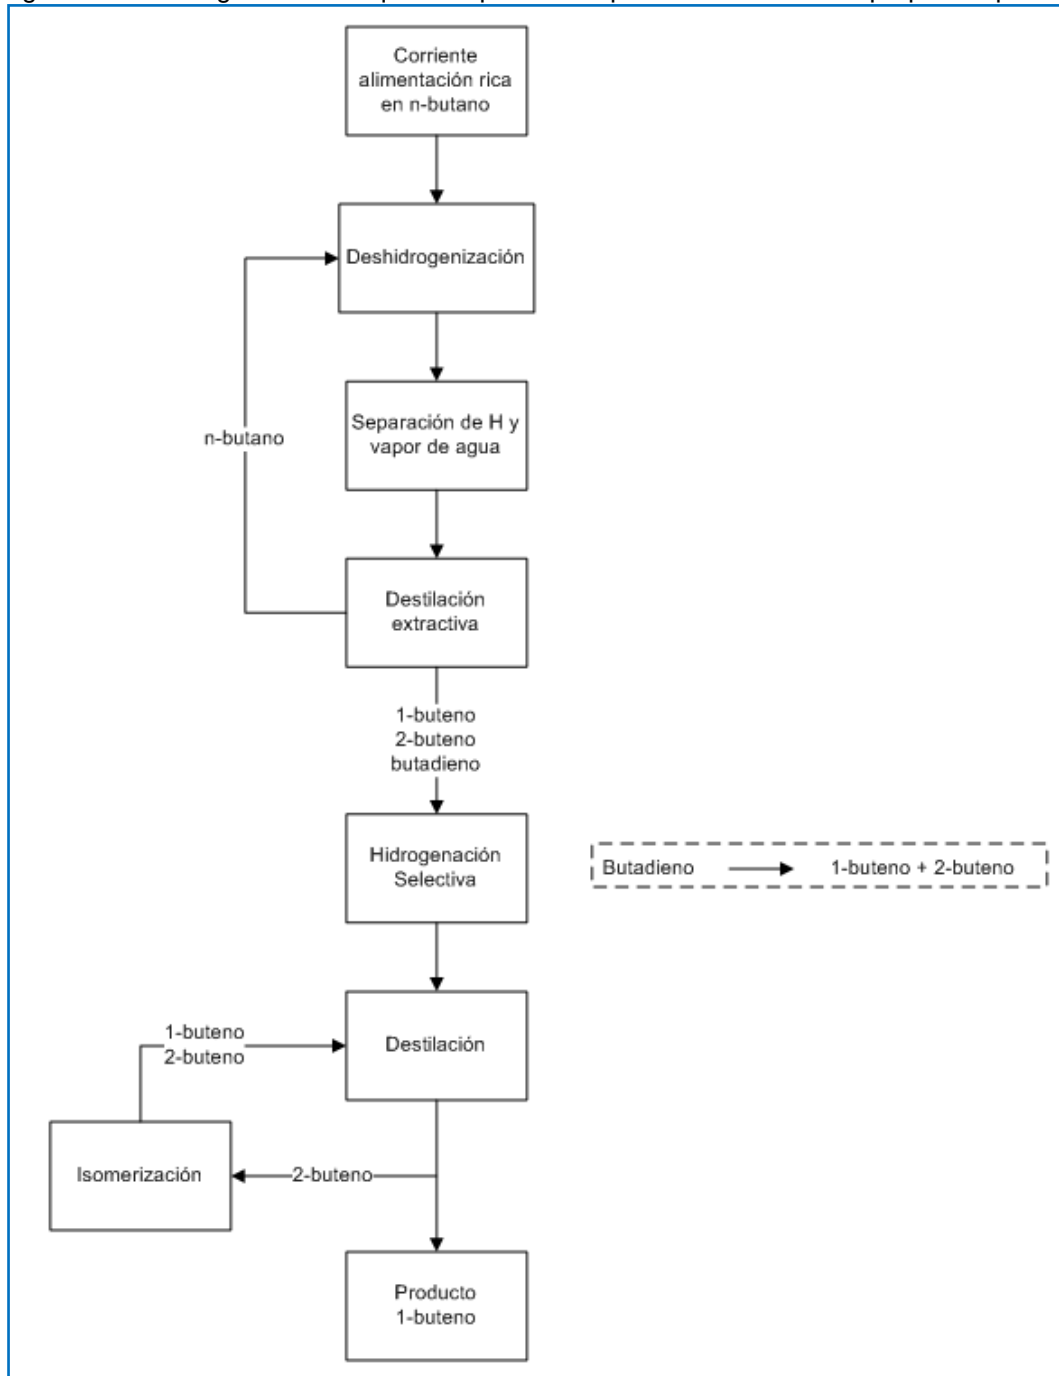 Corriente
alimentación rica
en n-butano
Deshidrogenización
Separación de H y
vapor de agua
n-butano
Destilación
extractiva
1-buteno
2-buteno
butadieno
Hidrogenación
Selectiva
Butadieno 1-buteno + 2-buteno
1-buteno
2-buteno
Destilación
Isomerización
2-buteno
Producto
1-buteno